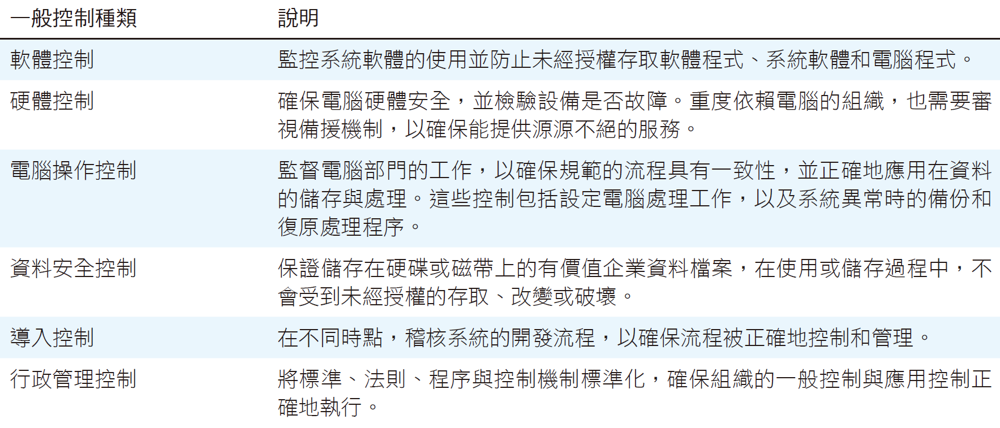 一般控制種類 說明
軟體控制 監控系統軟體的使用並防止未經授權存取軟體程式、系統軟體和電腦程式。
硬體控制 確保電腦硬體安全，並檢驗設備是否故障。重度依賴電腦的組織，也需要審
視備援機制，以確保能提供源源不絕的服務。
電腦操作控制 監督電腦部門的工作，以確保規範的流程具有一致性，並正確地應用在資料
的儲存與處理。這些控制包括設定電腦處理工作，以及系統異常時的備份和
復原處理程序。
資料安全控制 保證儲存在硬碟或磁帶上的有價值企業資料檔案，在使用或儲存過程中，不
會受到未經授權的存取、改變或破壞。
導入控制 在不同時點，稽核系統的開發流程，以確保流程被正確地控制和管理。
行政管理控制 將標準、法則、程序與控制機制標準化，確保組織的一般控制與應用控制正
確地執行。